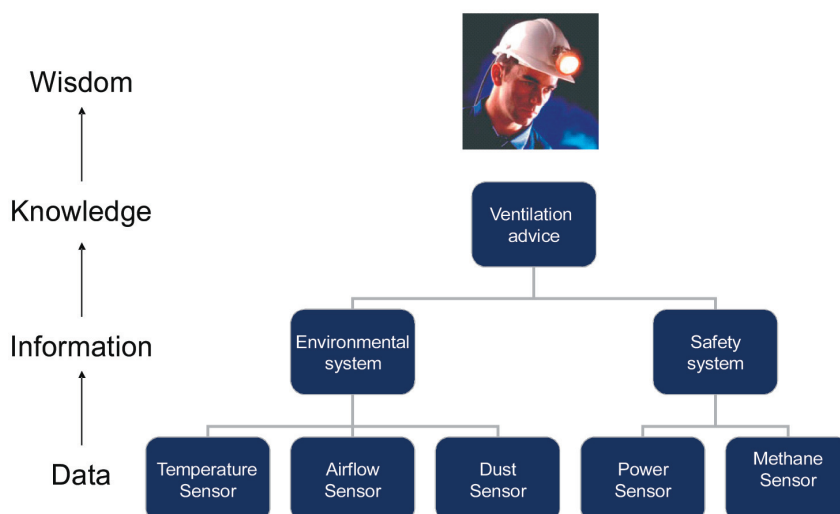 Wisdom
Knowledge
Ventilation
advice
Information
Environmental
system
Safety
system
Data
Temperature
Sensor
Airflow
Sensor
Dust
Sensor
Power
Sensor
Methane
Sensor